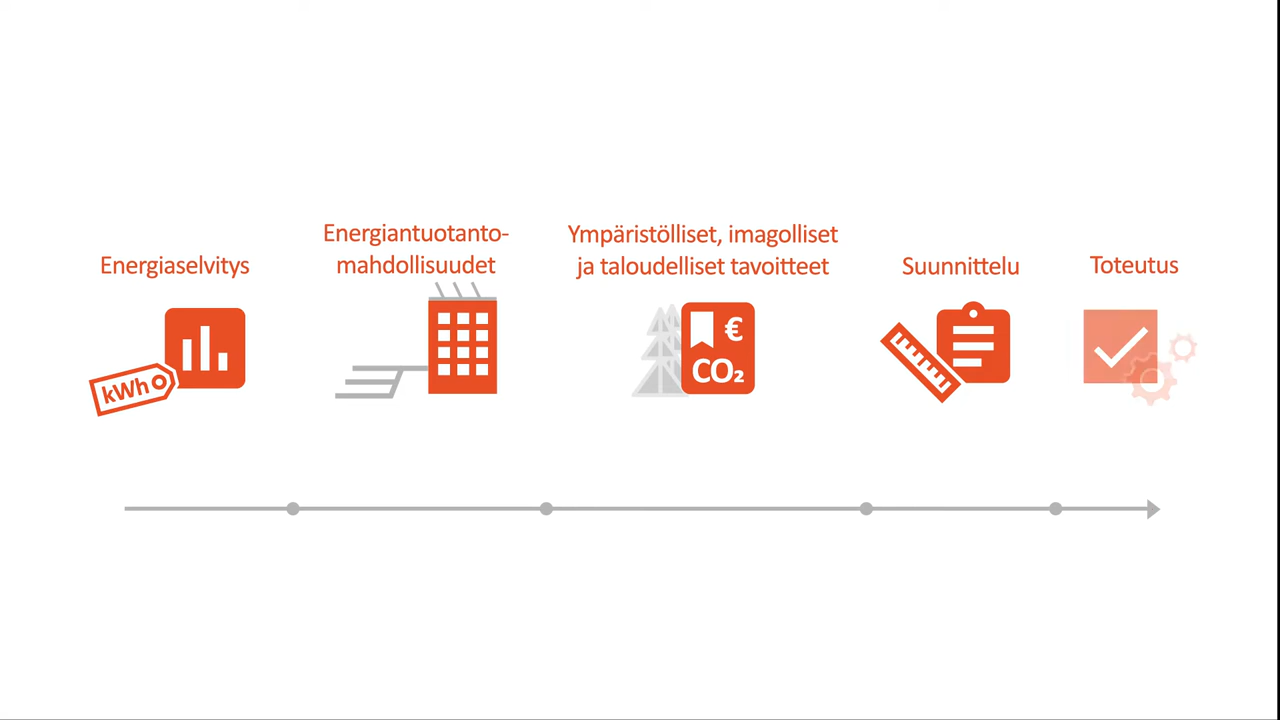 Energiaselvitys
Energiantuotanto-
mahdollisuudet
Ympäristölliset, imagolliset
ja taloudelliset tavoitteet
Suunnittelu
Toteutus
kWh
€
CO₂